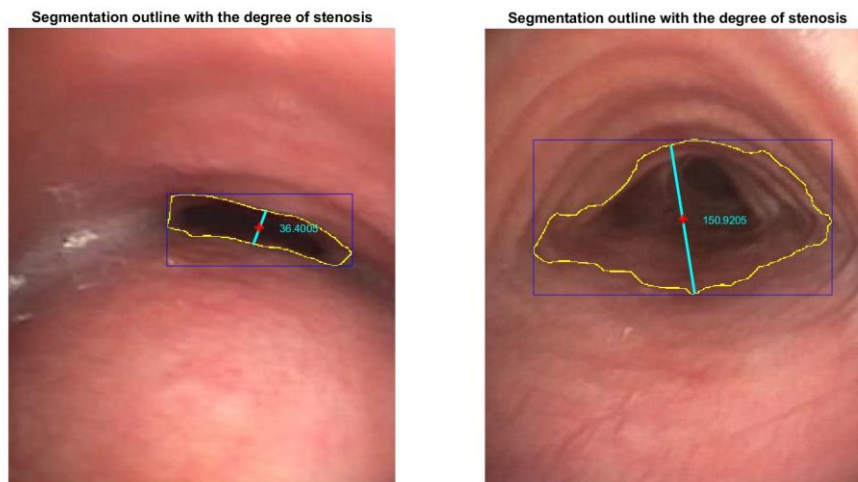 Segmentation outline with the degree of stenosis
36.4005
Segmentation outline with the degree of stenosis
150.9205